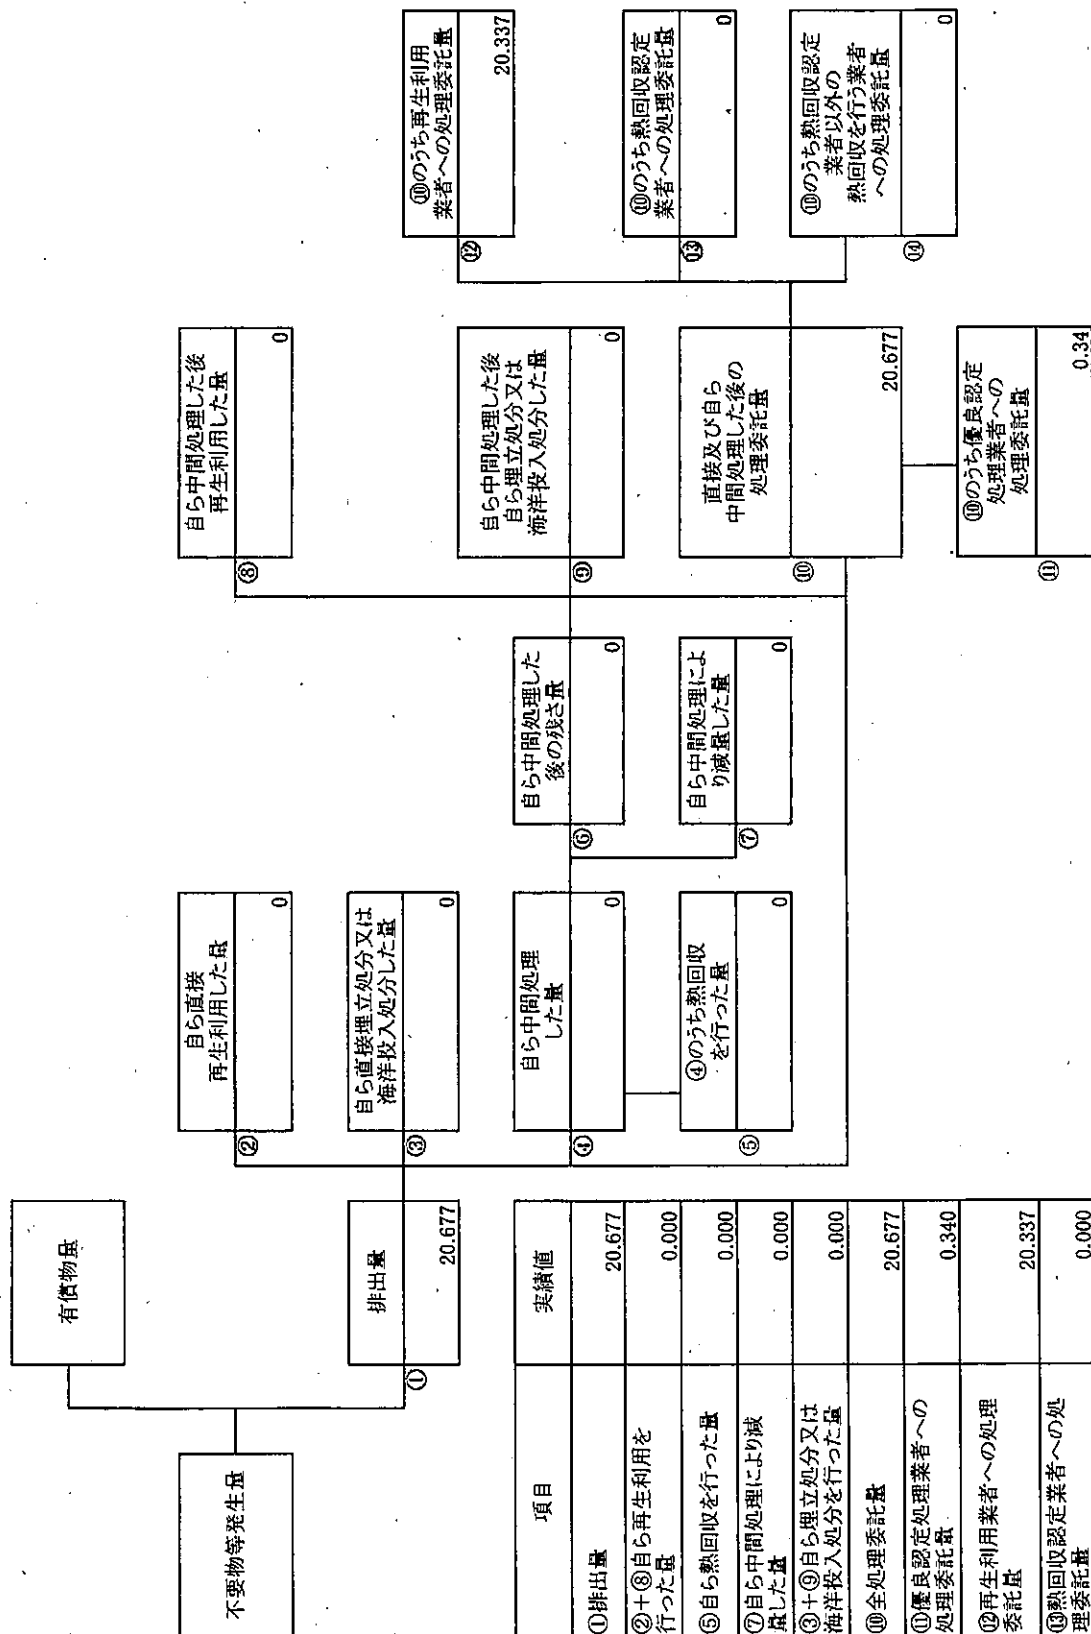 不要物等発生量
有償物量
①
排出量
20.677
②
自ら直接
再生利用した量
0
③
自ら直接埋立処分又は
海洋投入処分した量
0
④
自ら中間処理
した量
0
⑤
④のうち熱回収
を行った量
0
⑥
自ら中間処理した
後の残さ量
0
⑦
自ら中間処理によ
り減量した量
0
⑧
自ら中間処理した後
再生利用した量
0
⑨
自ら中間処理した後
自ら埋立処分又は
海洋投入処分した量
0
⑩
直接及び自ら
中間処理した後の
処理委託量
20.677
⑪
⑩のうち優良認定
処理業者への
処理委託量
0.34
⑫
⑩のうち再生利用
業者への処理委託量
20.337
⑬
⑩のうち熱回収認定
業者への処理委託量
0
⑭
⑩のうち熱回収認定
業者以外の
熱回収を行う業者
への処理委託量
0
項目 実績値
①排出量 20.677
②+⑧自ら再生利用を
行った量 0.000
⑤自ら熱回収を行った量 0.000
⑦自ら中間処理により減
量した量 0.000
③+⑨自ら埋立処分又は
海洋投入処分を行った量 0.000
⑩全処理委託量 20.677
⑪優良認定処理業者への
処理委託量 0.340
⑫再生利用業者への処理
委託量 20.337
⑬熱回収認定業者への処
理委託量 0.000